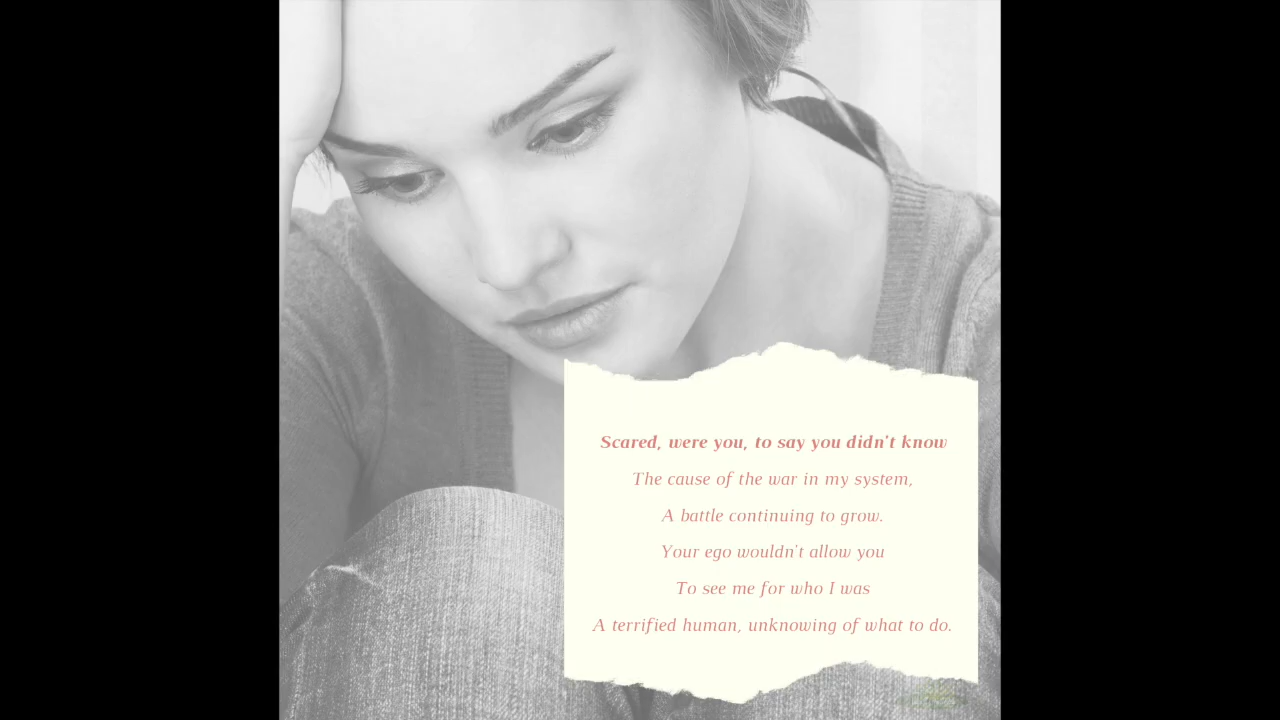 Scared, were you, to say you didn't know
The cause of the war in my system,
A battle continuing to grow.
Your ego wouldn't allow you
To see me for who I was
A terrified human, unknowing of what to do.